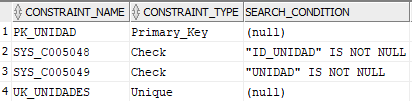 CONSTRAINT_NAME CONSTRAINT_TYPE SEARCH_CONDITION
1 PK_UNIDAD Primary_Key (null)
2 SYS_C005048 Check "ID_UNIDAD" IS NOT NULL
3 SYS_C005049 Check "UNIDAD" IS NOT NULL
4 UK_UNIDADES Unique (null)